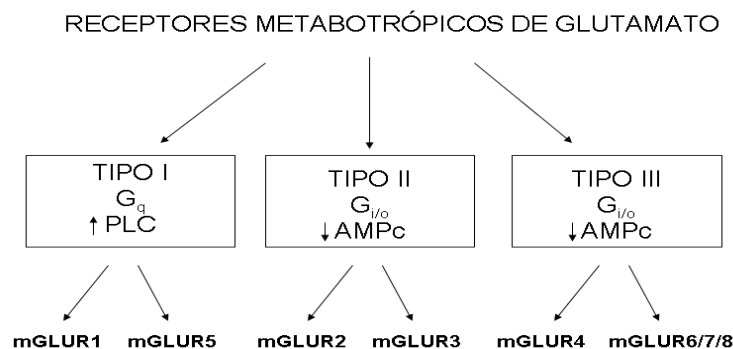 RECEPTORES METABOTRÓPICOS DE GLUTAMATO
TIPO I
Gq
↑ PLC
TIPO II
Gi/o
↓ AMPc
TIPO III
Gi/o
↓ AMPc
mGLUR1
mGLUR5
mGLUR2
mGLUR3
mGLUR4
mGLUR6/7/8